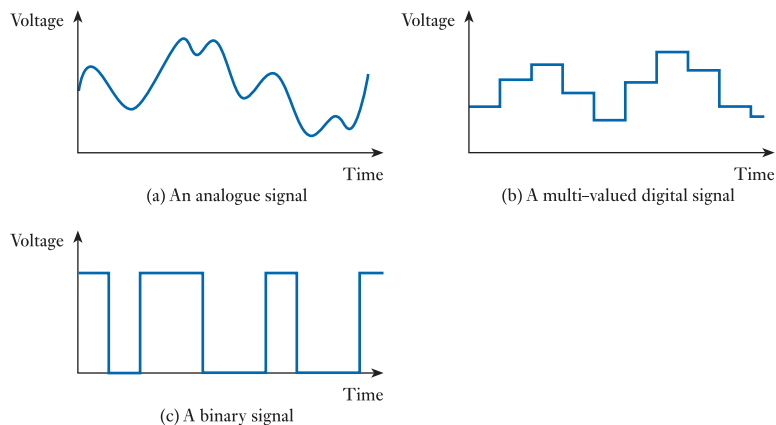 Voltage
Time
(a) An analogue signal
Voltage
Time
(b) A multi-valued digital signal
Voltage
Time
(c) A binary signal